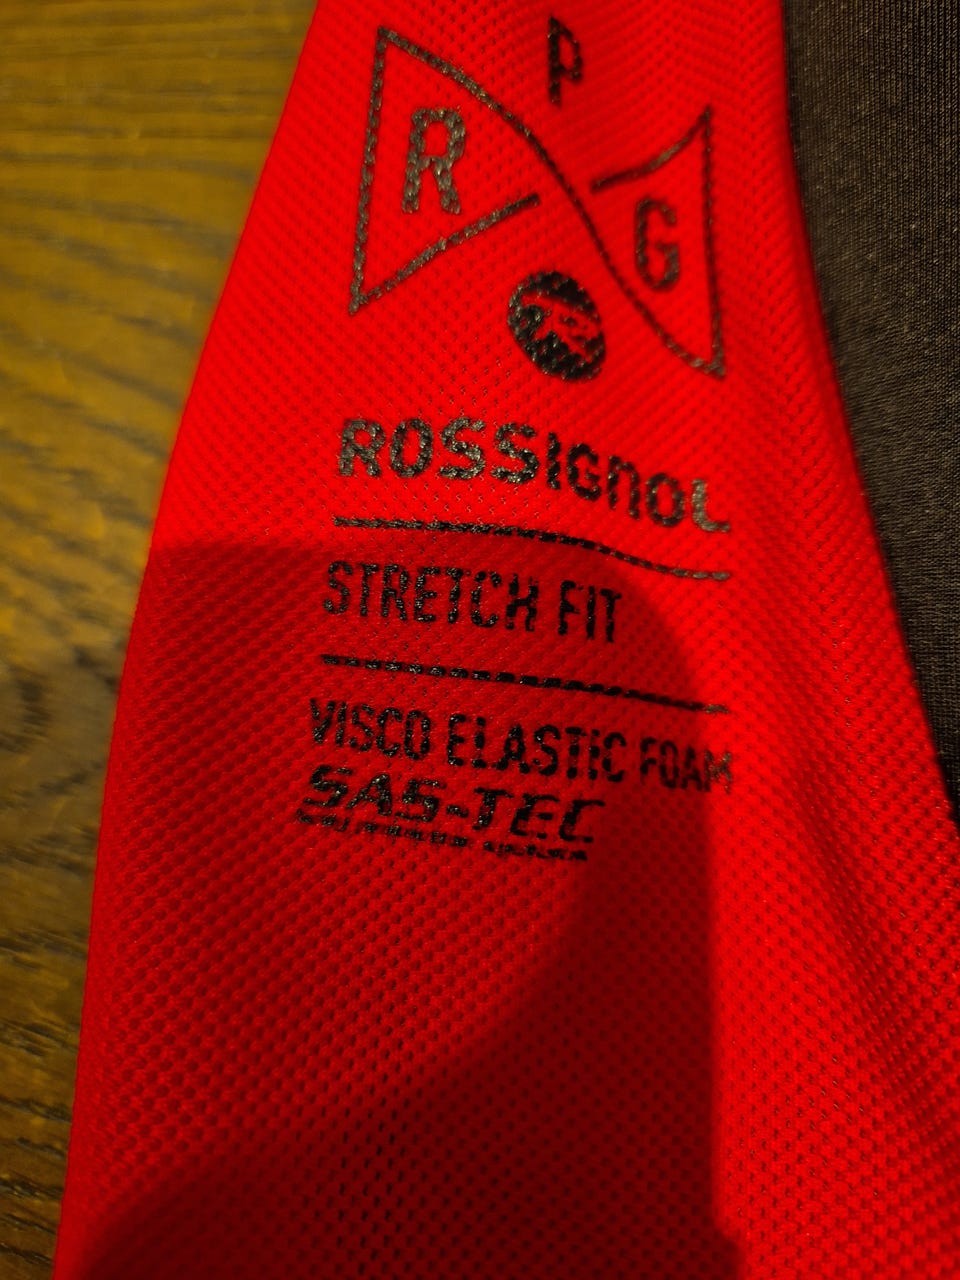 P
R
G
ROSSIGNOL
STRETCH FIT
VISCO ELASTIC FOAM
SAS-TEC